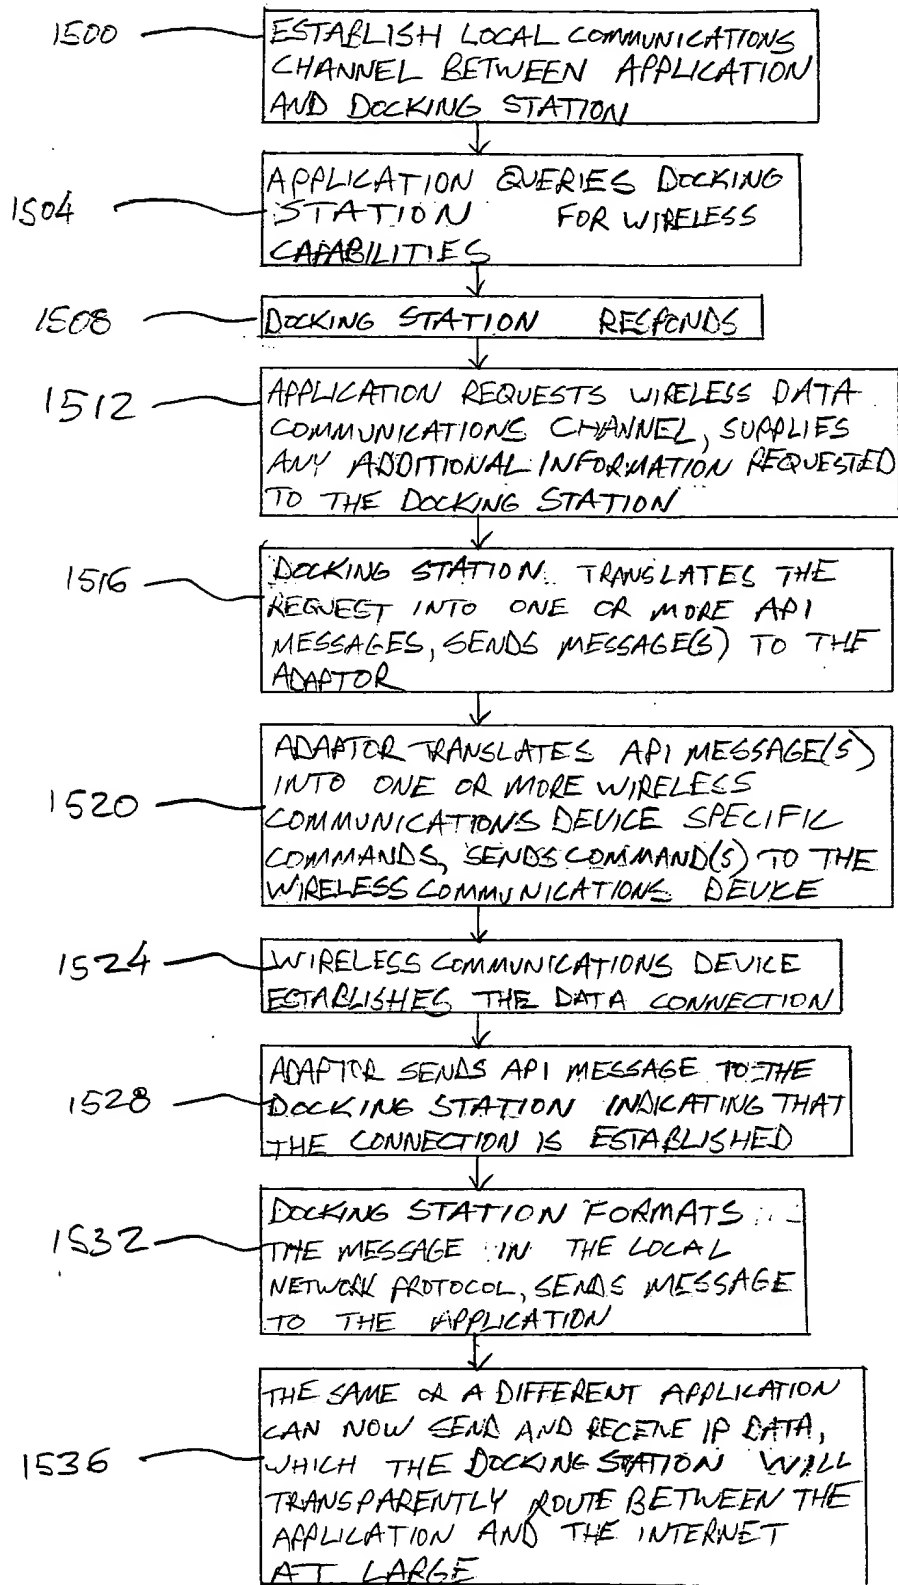 1500
ESTABLISH LOCAL COMMUNICATIONS
CHANNEL BETWEEN APPLICATION
AND DOCKING STATION
1504
APPLICATION QUERIES DOCKING
STATION FOR WIRELESS
CAPABILITIES
1508
DOCKING STATION RESPONDS
1512
APPLICATION REQUESTS WIRELESS DATA
COMMUNICATIONS CHANNEL, SUPPLIES
ANY ADDITIONAL INFORMATION REQUESTED
TO THE DOCKING STATION
1516
DOCKING STATION TRANSLATES THE
REQUEST INTO ONE OR MORE API
MESSAGES, SENDS MESSAGE(S) TO THE
ADAPTOR
1520
ADAPTOR TRANSLATES API MESSAGE(S)
INTO ONE OR MORE WIRELESS
COMMUNICATIONS DEVICE SPECIFIC
COMMANDS, SENDS COMMAND(S) TO THE
WIRELESS COMMUNICATIONS DEVICE
1524
WIRELESS COMMUNICATIONS DEVICE
ESTABLISHES THE DATA CONNECTION
1528
ADAPTOR SENDS API MESSAGE TO THE
DOCKING STATION INDICATING THAT
THE CONNECTION IS ESTABLISHED
1532
DOCKING STATION FORMATS
THE MESSAGE IN THE LOCAL
NETWORK PROTOCOL, SENDS MESSAGE
TO THE APPLICATION
1536
THE SAME OR A DIFFERENT APPLICATION
CAN NOW SEND AND RECEIVE IP DATA,
WHICH THE DOCKING STATION WILL
TRANSPARENTLY ROUTE BETWEEN THE
APPLICATION AND THE INTERNET
AT LARGE